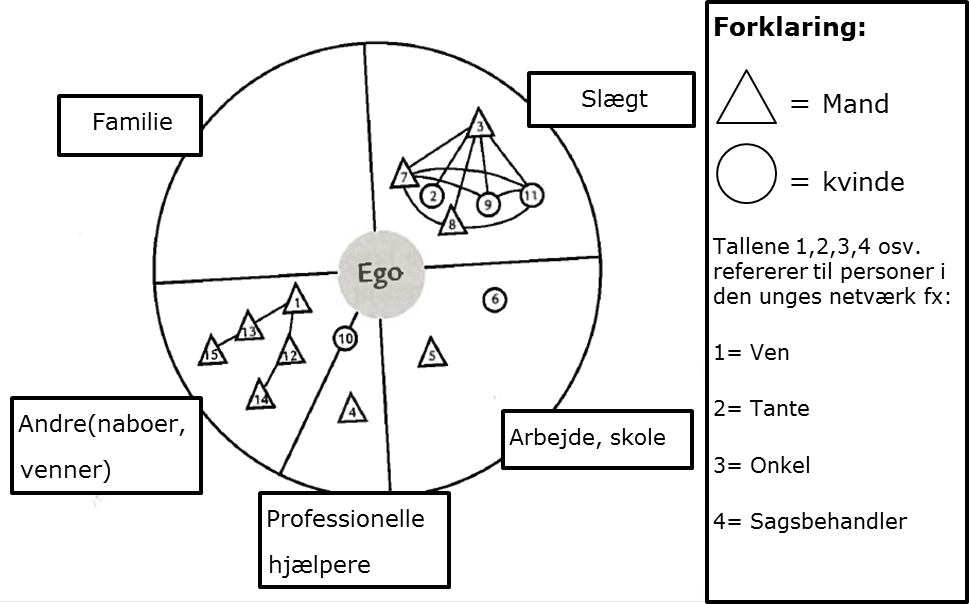 Familie
Slægt
3
7
2
9
11
8
Ego
1
13
15
12
14
10
4
5
6
Andre(naboer,
venner)
Arbejde, skole
Professionelle
hjælpere
Forklaring:
= Mand
= kvinde
Tallene 1,2,3,4 osv.
refererer til personer i
den unges netværk fx:
1= Ven
2= Tante
3= Onkel
4= Sagsbehandler